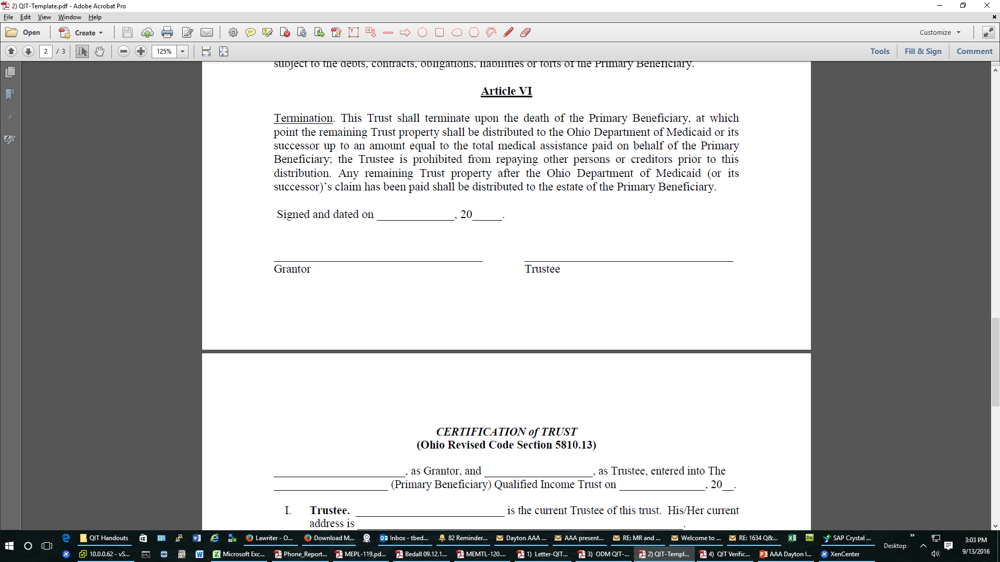 2) QIT-Template.pdf - Adobe Acrobat Pro
File Edit View Window Help
Open Create Customize
2 / 3 125% Tools Fill & Sign Comment
subject to the debts, contracts, obligations, liabilities or torts of the Primary Beneficiary.
Article VI
Termination. This Trust shall terminate upon the death of the Primary Beneficiary, at which
point the remaining Trust property shall be distributed to the Ohio Department of Medicaid or its
successor up to an amount equal to the total medical assistance paid on behalf of the Primary
Beneficiary; the Trustee is prohibited from repaying other persons or creditors prior to this
distribution. Any remaining Trust property after the Ohio Department of Medicaid (or its
successor)’s claim has been paid shall be distributed to the estate of the Primary Beneficiary.
Signed and dated on _____________, 20_____.
Grantor Trustee
CERTIFICATION of TRUST
(Ohio Revised Code Section 5810.13)
______________________, as Grantor, and __________________, as Trustee, entered into The
___________________ (Primary Beneficiary) Qualified Income Trust on ______________, 20__.
I. Trustee. _________________________ is the current Trustee of this trust. His/Her current
address is ______________________________________________________.
QIT Handouts Lawriter - O... Download M... Inbox - tbed... 82 Reminder... Dayton AAA ... AAA present... RE: MR and ... Welcome to ... RE: 1634 Q&... SAP Crystal ...
10.0.0.62 - vS... Microsoft Exc... Phone_Report... MEPL-119.pd... Bedall 09.12.1... MEMTL-120.... 1) Letter-QIT... 3) ODM QIT-... 2) QIT-Templ... 4) QIT Verific... AAA Dayton I... XenCenter
Desktop
3:03 PM
9/13/2016